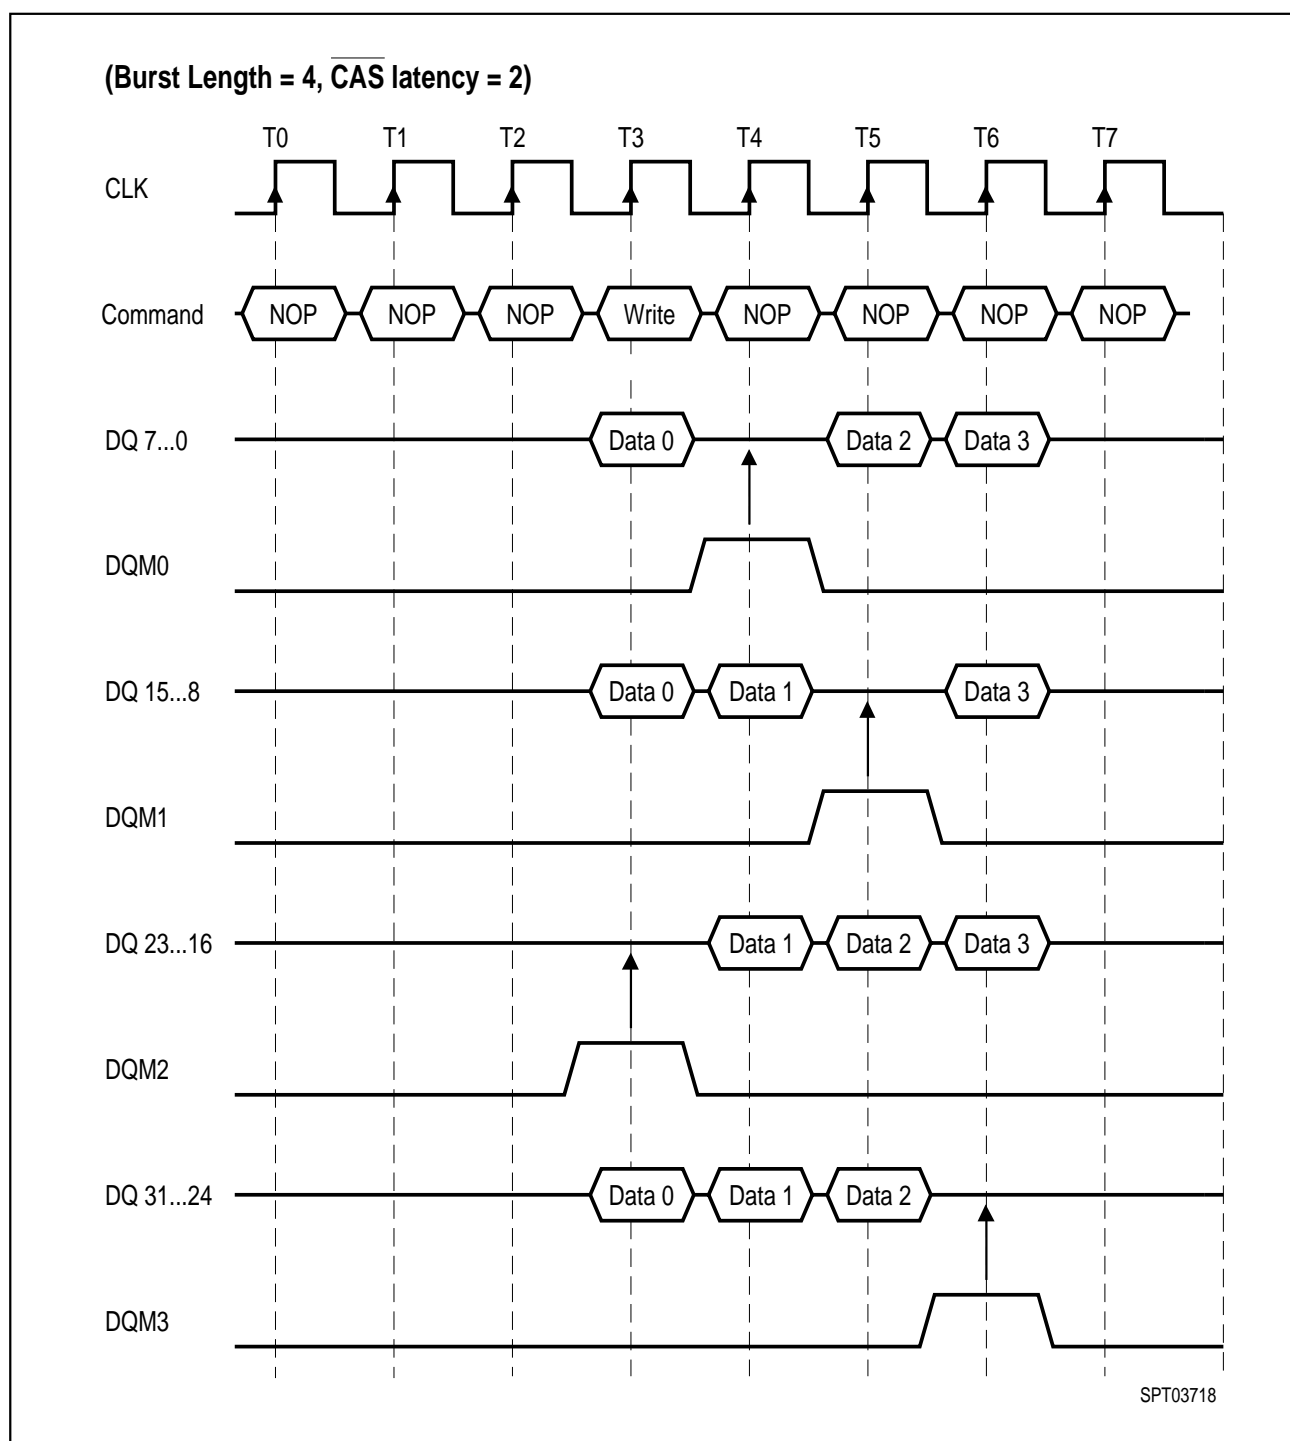 (Burst Length = 4, CAS latency = 2)
T0 T1 T2 T3 T4 T5 T6 T7
CLK
Command NOP NOP NOP Write NOP NOP NOP NOP
DQ 7...0 Data 0 Data 2 Data 3
DQM0
DQ 15...8 Data 0 Data 1 Data 3
DQM1
DQ 23...16 Data 1 Data 2 Data 3
DQM2
DQ 31...24 Data 0 Data 1 Data 2
DQM3
SPT03718